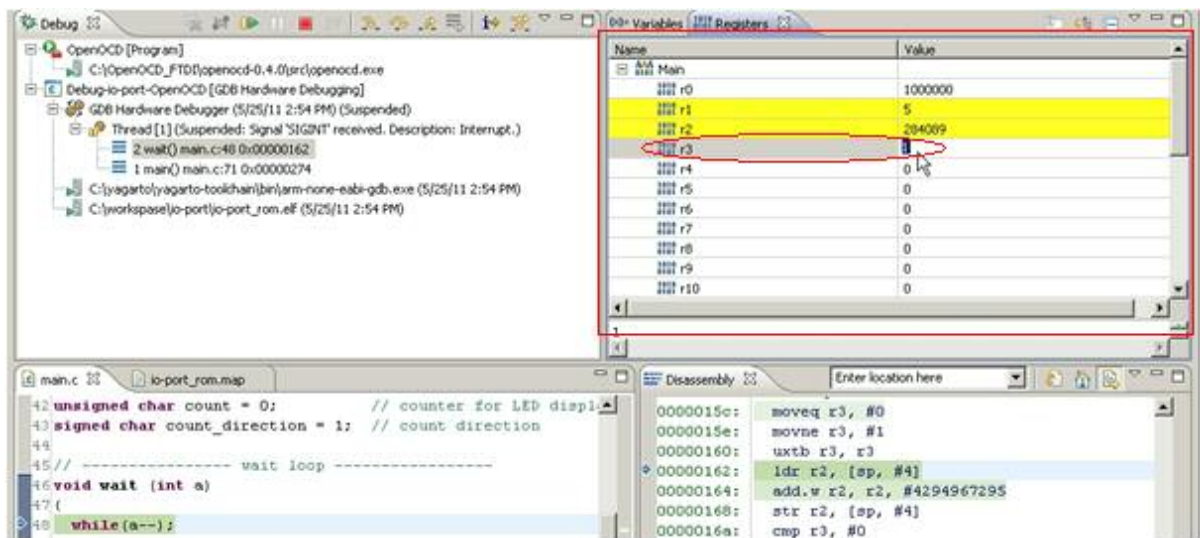 Debug
OpenOCD [Program]
C:\OpenOCD_FTDI\openocd-0.4.0\src\openocd.exe
Debug-io-port-OpenOCD [GDB Hardware Debugging]
GDB Hardware Debugger (5/25/11 2:54 PM) (Suspended)
Thread [1] (Suspended: Signal 'SIGINT' received. Description: Interrupt.)
2 wait() main.c:48 0x00000162
1 main() main.c:71 0x00000274
C:\yagarto\yagarto-toolchain\bin\arm-none-eabi-gdb.exe (5/25/11 2:54 PM)
C:\workspase\io-port\io-port_rom.elf (5/25/11 2:54 PM)
(x)= Variables Registers
Name Value
Main
r0 1000000
r1 5
r2 284089
r3 1
r4 0
r5 0
r6 0
r7 0
r8 0
r9 0
r10 0
1
main.c io-port_rom.map
42 unsigned char count = 0; // counter for LED displ
43 signed char count_direction = 1; // count direction
44
45 // ---------------- wait loop -----------------
46 void wait (int a)
47 {
48 while(a--);
Disassembly Enter location here
0000015c: moveq r3, #0
0000015e: movne r3, #1
00000160: uxtb r3, r3
00000162: ldr r2, [sp, #4]
00000164: add.w r2, r2, #4294967295
00000168: str r2, [sp, #4]
0000016a: cmp r3, #0